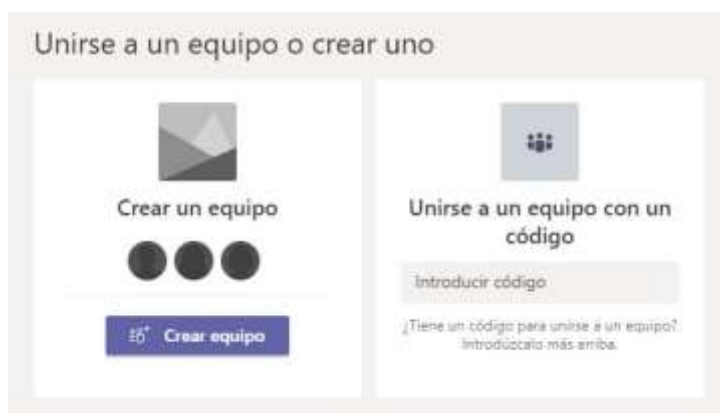 Unirse a un equipo o crear uno
Crear un equipo
Crear equipo
Unirse a un equipo con un
código
Introducir código
¿Tiene un código para unirse a un equipo?
Introdúzcalo más arriba.